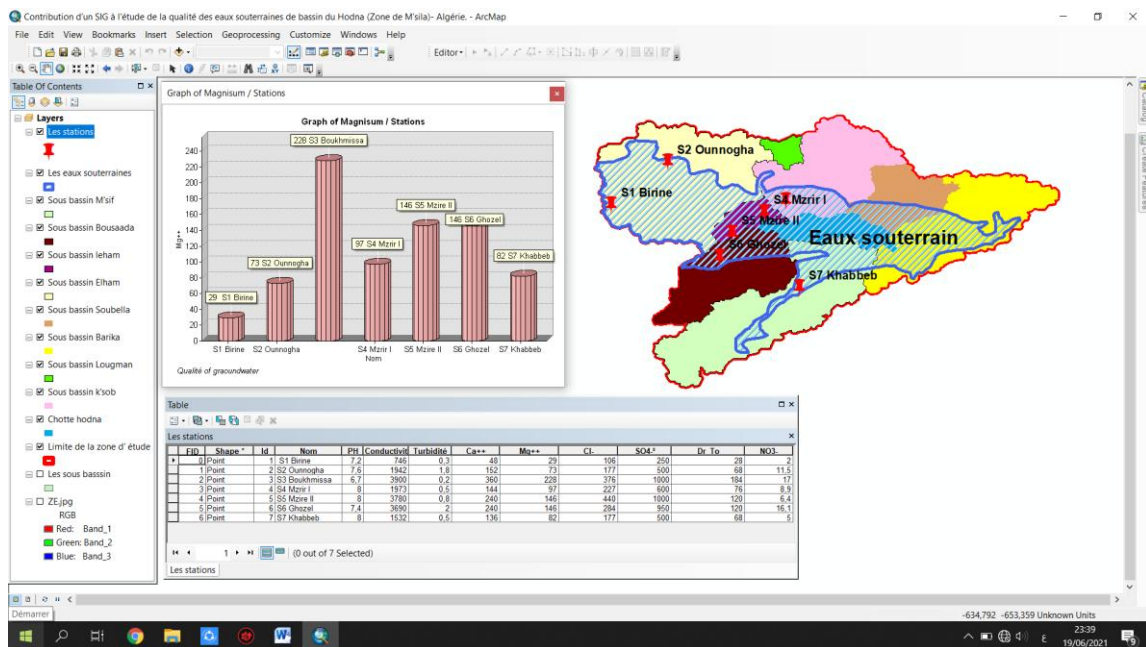 Contribution d'un SIG à l'étude de la qualité des eaux souterraines de bassin du Hodna (Zone de M'sila)- Algérie. - ArcMap
File Edit View Bookmarks Insert Selection Geoprocessing Customize Windows Help
Editor
Table Of Contents
Layers
Les stations
Les eaux souterraines
Sous bassin M'sif
Sous bassin Bousaada
Sous bassin leham
Sous bassin Elham
Sous bassin Soubella
Sous bassin Barika
Sous bassin Lougman
Sous bassin k'sob
Chotte hodna
Limite de la zone d' étude
Les sous basssin
ZE.jpg
RGB
Red: Band_1
Green: Band_2
Blue: Band_3
Graph of Magnisum / Stations
Graph of Magnisum / Stations
Mg++
240
220
200
180
160
140
120
100
80
60
40
20
0
29 S1 Birine
73 S2 Ounnogha
228 S3 Boukhmissa
97 S4 Mzrir I
146 S5 Mzire II
146 S6 Ghozel
82 S7 Khabbeb
S1 Birine S2 Ounnogha S4 Mzrir I S5 Mzire II S6 Ghozel S7 Khabbeb
Nom
Qualité of graoundwater
S2 Ounnogha
S1 Birine
S4 Mzrir I
S5 Mzire II
Eaux souterrain
S6 Ghozel
S7 Khabbeb
Catalog
Create Features
Table
Les stations
FID Shape * Id Nom PH Conductivit Turbidité Ca++ Mg++ Cl- SO4-² Dr To NO3-
0 Point 1 S1 Birine 7,2 746 0,3 48 29 106 250 28 2
1 Point 2 S2 Ounnogha 7,6 1942 1,8 152 73 177 500 68 11,5
2 Point 3 S3 Boukhmissa 6,7 3900 0,2 360 228 376 1000 184 17
3 Point 4 S4 Mzrir I 8 1973 0,5 144 97 227 600 76 8,9
4 Point 5 S5 Mzire II 8 3780 0,8 240 146 440 1000 120 6,4
5 Point 6 S6 Ghozel 7,4 3690 2 240 146 284 950 120 16,1
6 Point 7 S7 Khabbeb 8 1532 0,5 136 82 177 500 68 5
1 (0 out of 7 Selected)
Les stations
Démarrer
-634,792 -653,359 Unknown Units
ع
23:39
19/06/2021
9